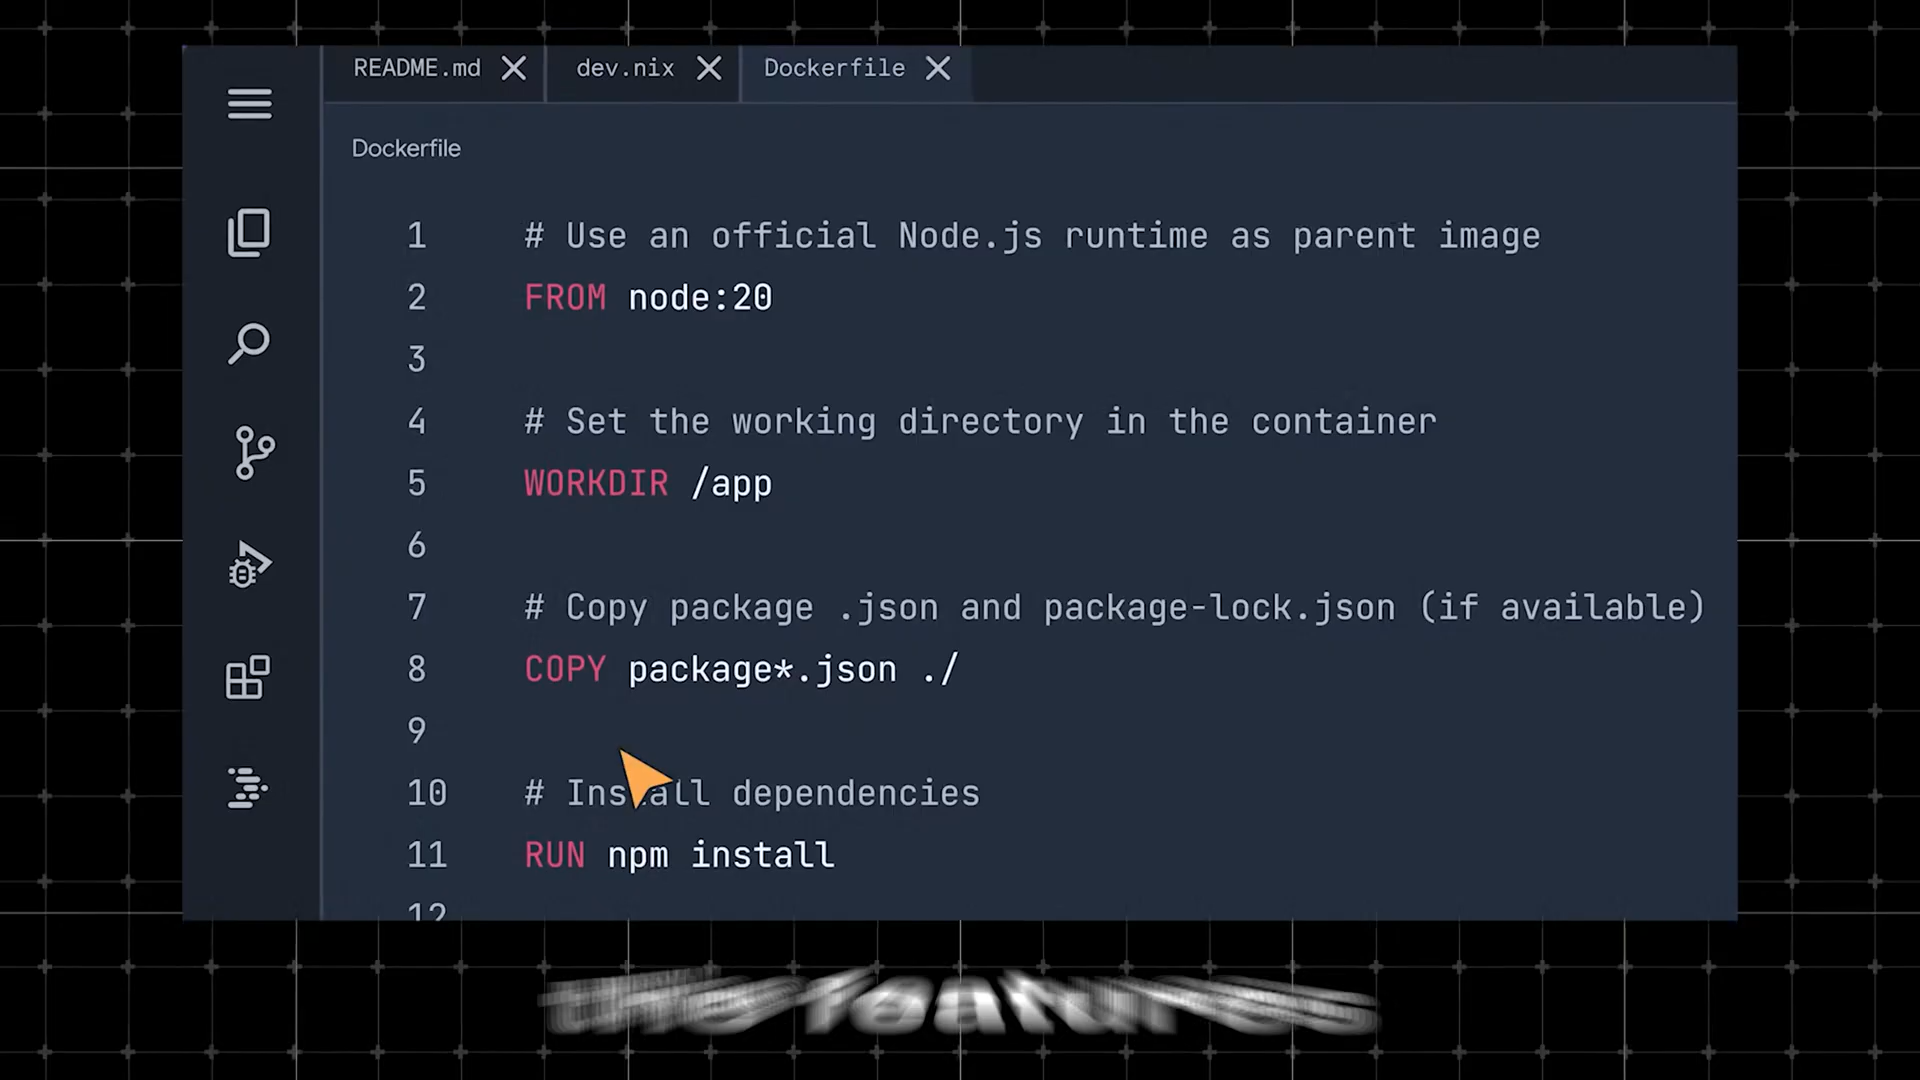 README.md
dev.nix
Dockerfile
Dockerfile
1 # Use an official Node.js runtime as parent image
2 FROM node:20
3
4 # Set the working directory in the container
5 WORKDIR /app
6
7 # Copy package .json and package-lock.json (if available)
8 COPY package*.json ./
9
10 # Install dependencies
11 RUN npm install
12
the features